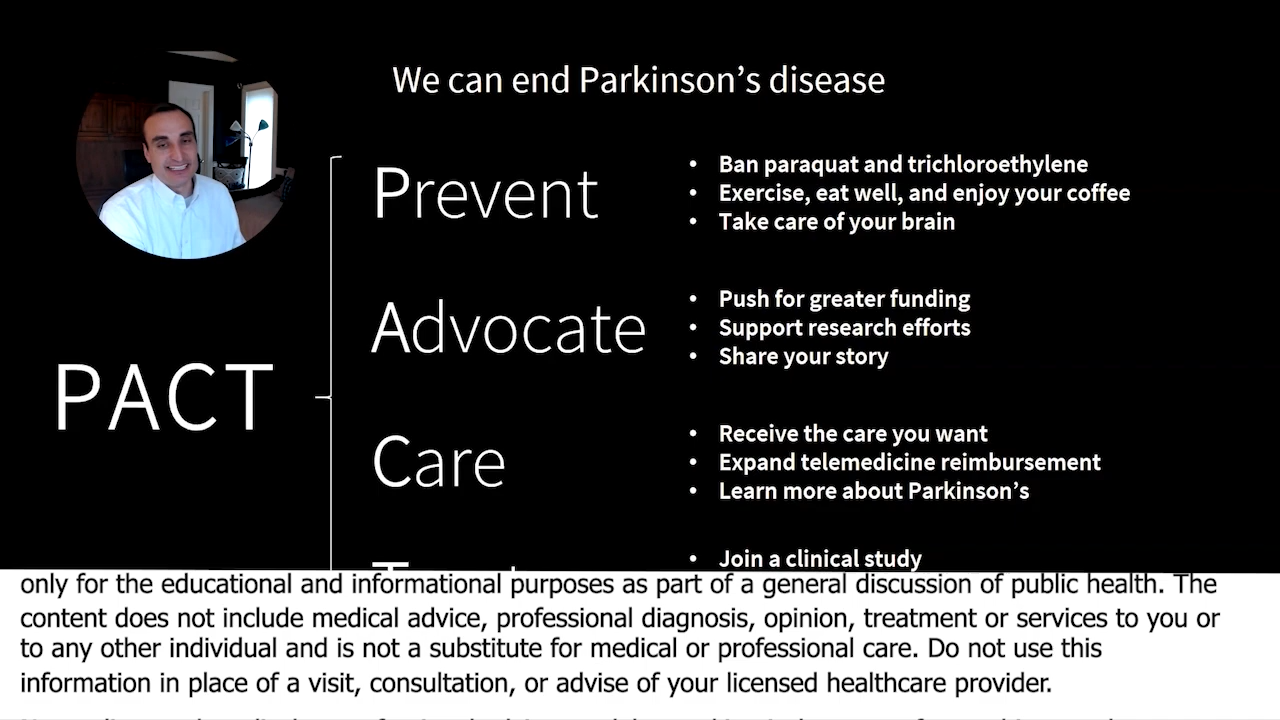 We can end Parkinson's disease
PACT
Prevent
• Ban paraquat and trichloroethylene
• Exercise, eat well, and enjoy your coffee
• Take care of your brain
Advocate
• Push for greater funding
• Support research efforts
• Share your story
Care
• Receive the care you want
• Expand telemedicine reimbursement
• Learn more about Parkinson's
• Join a clinical study
only for the educational and informational purposes as part of a general discussion of public health. The
content does not include medical advice, professional diagnosis, opinion, treatment or services to you or
to any other individual and is not a substitute for medical or professional care. Do not use this
information in place of a visit, consultation, or advise of your licensed healthcare provider.